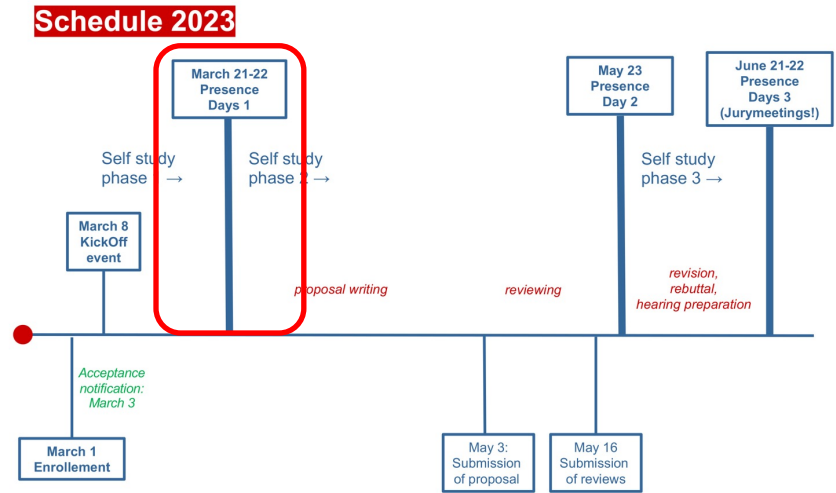 Schedule 2023
March 21-22
Presence
Days 1
May 23
Presence
Day 2
June 21-22
Presence
Days 3
(Jurymeetings!)
Self study
phase →
Self study
phase 2 →
Self study
phase 3 →
March 8
KickOff
event
proposal writing
reviewing
revision,
rebuttal,
hearing preparation
Acceptance
notification:
March 3
March 1
Enrollement
May 3:
Submission
of proposal
May 16
Submission
of reviews